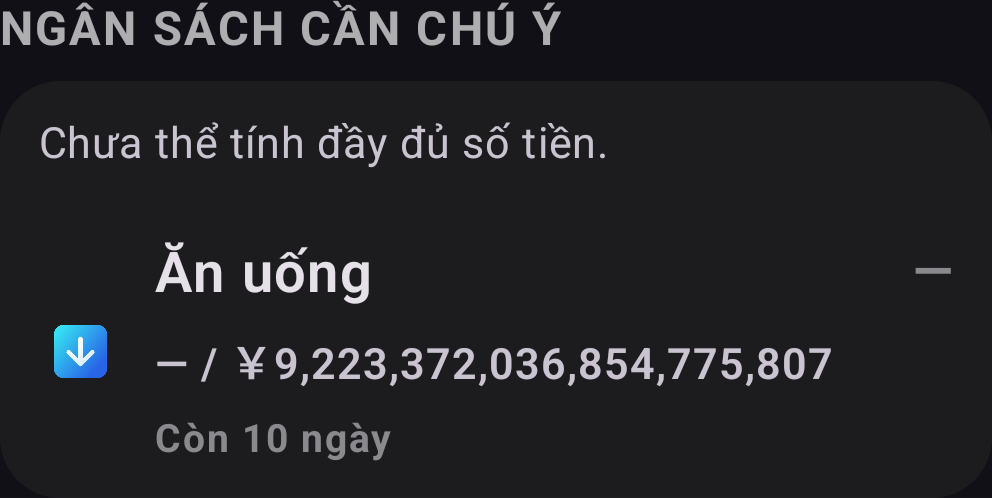 NGÂN SÁCH CẦN CHÚ Ý
Chưa thể tính đầy đủ số tiền.
Ăn uống —
— / ¥9,223,372,036,854,775,807
Còn 10 ngày